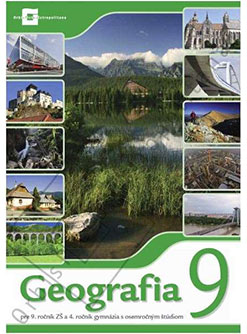 Geografia 9
pre 9. ročník ZŠ a 4. ročník gymnázia s osemročným štúdiom